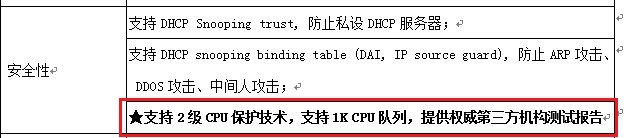 安全性
支持 DHCP Snooping trust, 防止私设 DHCP 服务器；
支持 DHCP snooping binding table (DAI, IP source guard), 防止 ARP 攻击、
DDOS 攻击、中间人攻击；
★支持 2 级 CPU 保护技术，支持 1K CPU 队列，提供权威第三方机构测试报告